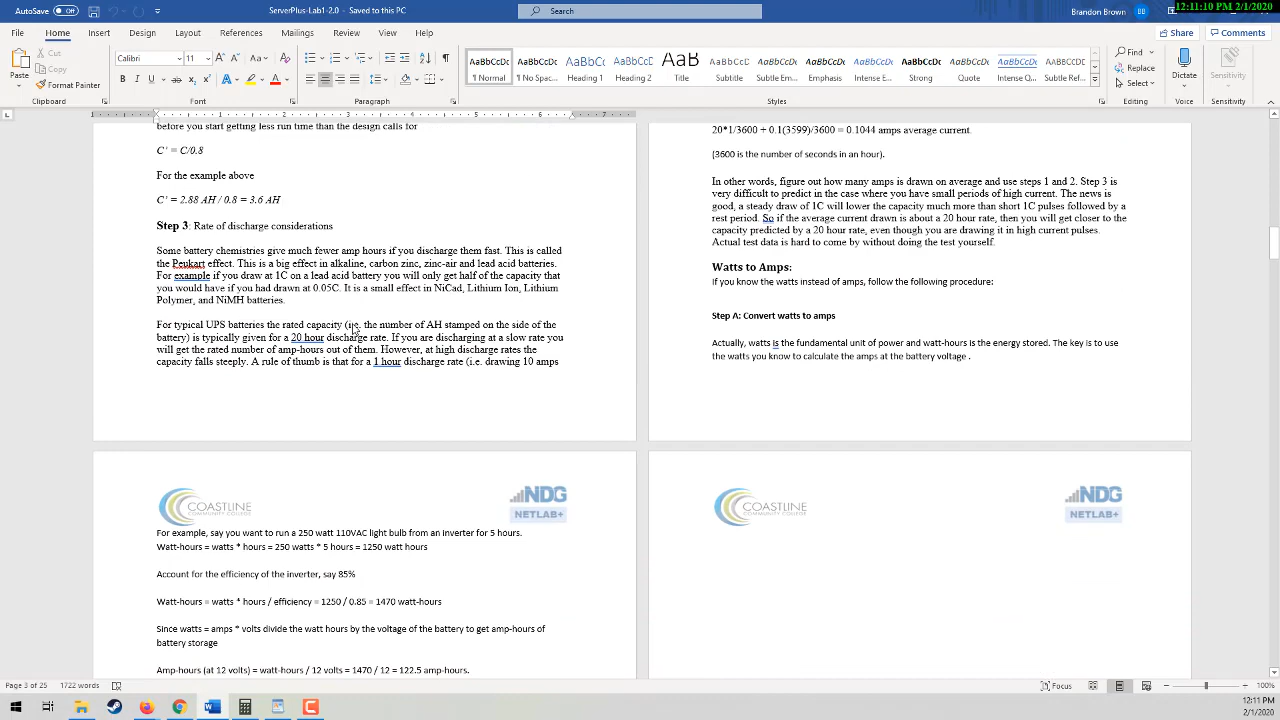 AutoSave Off ServerPlus-Lab1-2.0 - Saved to this PC Search Brandon Brown BB 12:11:10 PM 2/1/2020
File Home Insert Design Layout References Mailings Review View Help Share Comments
Paste Cut Copy Format Painter
Calibri 11
Normal No Spac... Heading 1 Heading 2 Title Subtitle Subtle Em... Emphasis Intense E... Strong Quote Intense Q... Subtle Ref...
Find Replace Select Dictate Sensitivity
Clipboard Font Paragraph Styles Editing Voice Sensitivity
before you start getting less run time than the design calls for
C' = C/0.8
For the example above
C' = 2.88 AH / 0.8 = 3.6 AH
Step 3: Rate of discharge considerations
Some battery chemistries give much fewer amp hours if you discharge them fast. This is called
the Peukart effect. This is a big effect in alkaline, carbon zinc, zinc-air and lead acid batteries.
For example if you draw at 1C on a lead acid battery you will only get half of the capacity that
you would have if you had drawn at 0.05C. It is a small effect in NiCad, Lithium Ion, Lithium
Polymer, and NiMH batteries.
For typical UPS batteries the rated capacity (i.e. the number of AH stamped on the side of the
battery) is typically given for a 20 hour discharge rate. If you are discharging at a slow rate you
will get the rated number of amp-hours out of them. However, at high discharge rates the
capacity falls steeply. A rule of thumb is that for a 1 hour discharge rate (i.e. drawing 10 amps
20*1/3600 + 0.1(3599)/3600 = 0.1044 amps average current.
(3600 is the number of seconds in an hour).
In other words, figure out how many amps is drawn on average and use steps 1 and 2. Step 3 is
very difficult to predict in the case where you have small periods of high current. The news is
good, a steady draw of 1C will lower the capacity much more than short 1C pulses followed by a
rest period. So if the average current drawn is about a 20 hour rate, then you will get closer to the
capacity predicted by a 20 hour rate, even though you are drawing it in high current pulses.
Actual test data is hard to come by without doing the test yourself.
Watts to Amps:
If you know the watts instead of amps, follow the following procedure:
Step A: Convert watts to amps
Actually, watts is the fundamental unit of power and watt-hours is the energy stored. The key is to use
the watts you know to calculate the amps at the battery voltage .
COASTLINE
COMMUNITY COLLEGE
NDG
NETLAB+
For example, say you want to run a 250 watt 110VAC light bulb from an inverter for 5 hours.
Watt-hours = watts * hours = 250 watts * 5 hours = 1250 watt hours
Account for the efficiency of the inverter, say 85%
Watt-hours = watts * hours / efficiency = 1250 / 0.85 = 1470 watt-hours
Since watts = amps * volts divide the watt hours by the voltage of the battery to get amp-hours of
battery storage
Amp-hours (at 12 volts) = watt-hours / 12 volts = 1470 / 12 = 122.5 amp-hours.
COASTLINE
COMMUNITY COLLEGE
NDG
NETLAB+
Page 3 of 25 1722 words Focus 100%
12:11 PM
2/1/2020